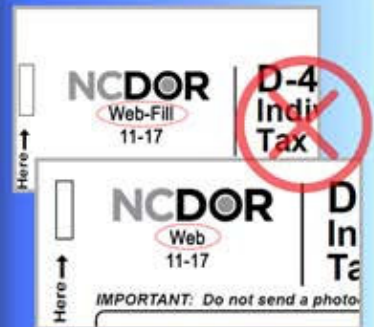 NCDOR
Web-Fill
11-17
D-4
Indi
Tax
Here
NCDOR
Web
11-17
D
In
Ta
Here
IMPORTANT: Do not send a photo